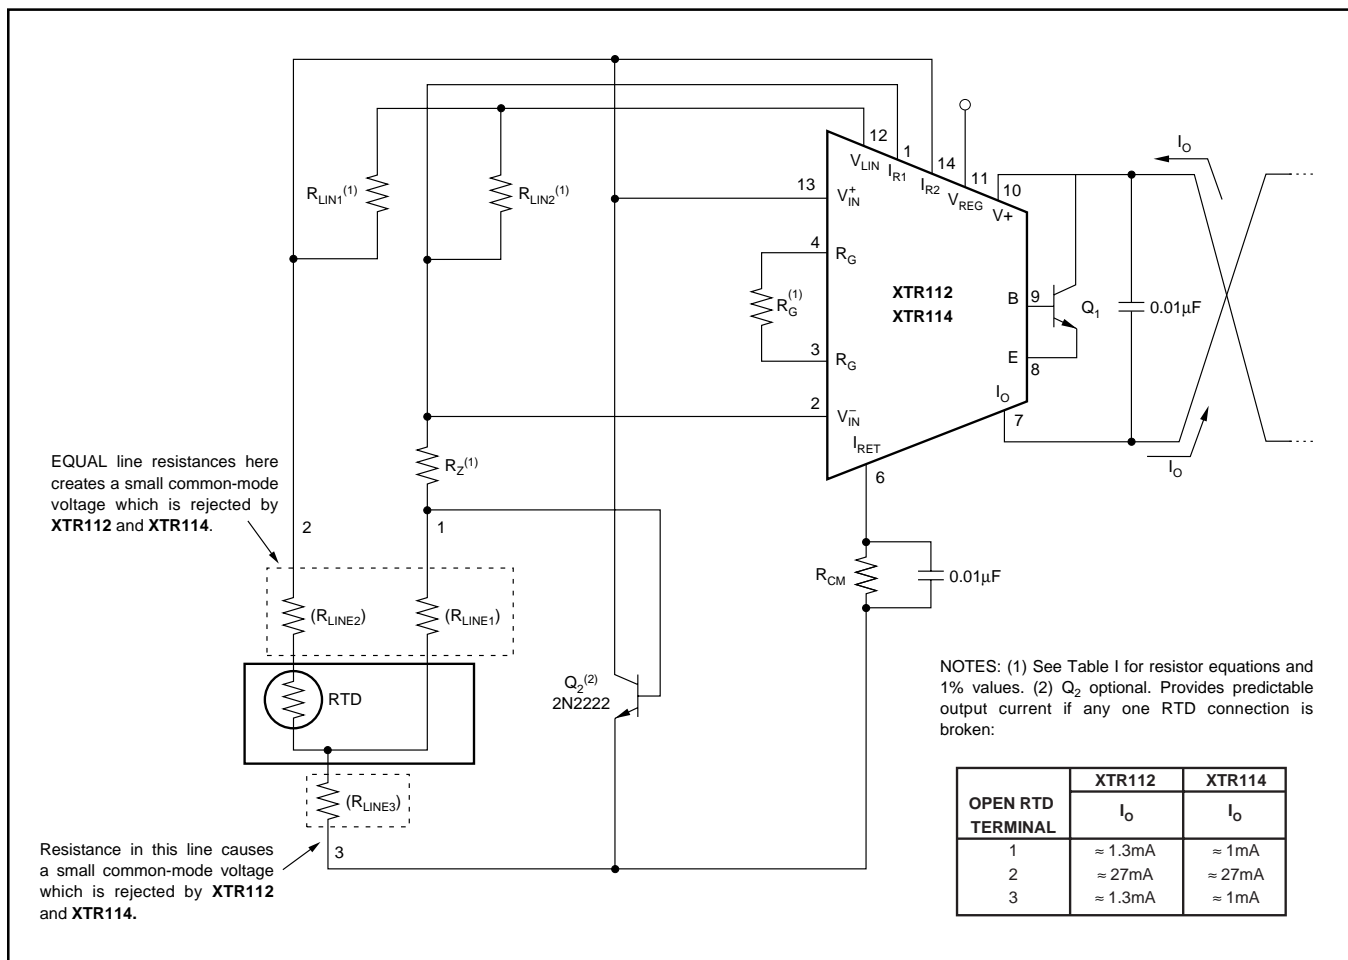 I_O
12
1
14
11
10
V_LIN
I_R1
I_R2
V_REG
V+
R_LIN1^(1)
R_LIN2^(1)
13
V_IN^+
4
R_G
R_G^(1)
XTR112
XTR114
B
9
Q_1
0.01µF
3
R_G
E
8
I_O
7
2
V_IN^−
I_RET
I_O
6
R_Z^(1)
EQUAL line resistances here
creates a small common-mode
voltage which is rejected by
XTR112 and XTR114.
2
1
R_CM
0.01µF
(R_LINE2)
(R_LINE1)
RTD
Q_2^(2)
2N2222
(R_LINE3)
3
Resistance in this line causes
a small common-mode voltage
which is rejected by XTR112
and XTR114.
NOTES: (1) See Table I for resistor equations and
1% values. (2) Q_2 optional. Provides predictable
output current if any one RTD connection is
broken:
XTR112 XTR114
OPEN RTD
TERMINAL
I_O I_O
1 ≈ 1.3mA ≈ 1mA
2 ≈ 27mA ≈ 27mA
3 ≈ 1.3mA ≈ 1mA